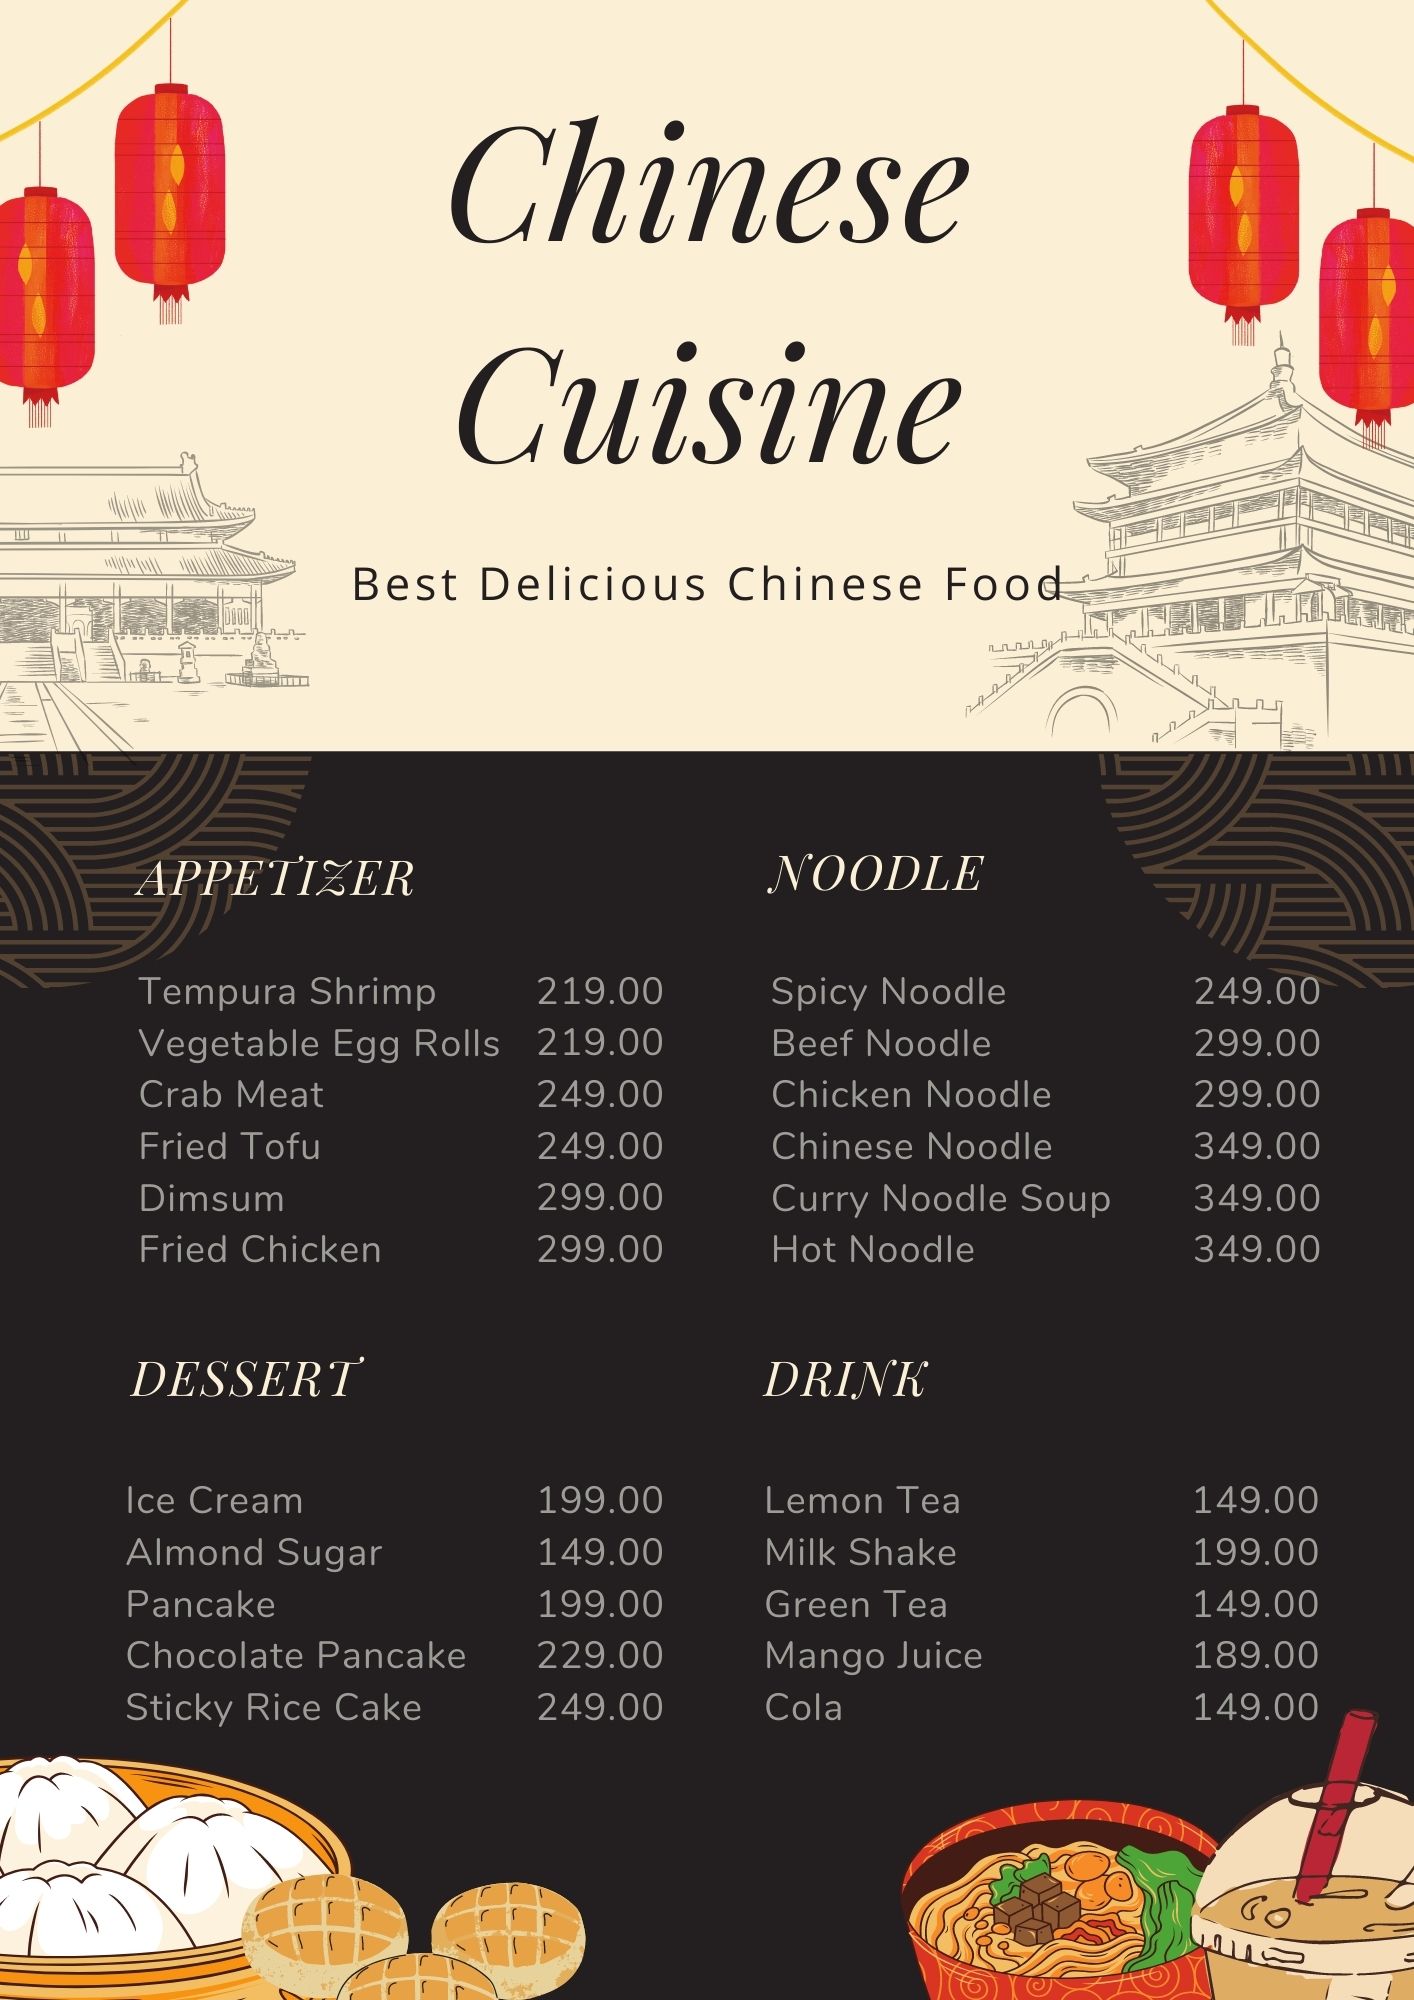 Chinese
Cuisine
Best Delicious Chinese Food
APPETIZER
Tempura Shrimp 219.00
Vegetable Egg Rolls 219.00
Crab Meat 249.00
Fried Tofu 249.00
Dimsum 299.00
Fried Chicken 299.00
NOODLE
Spicy Noodle 249.00
Beef Noodle 299.00
Chicken Noodle 299.00
Chinese Noodle 349.00
Curry Noodle Soup 349.00
Hot Noodle 349.00
DESSERT
Ice Cream 199.00
Almond Sugar 149.00
Pancake 199.00
Chocolate Pancake 229.00
Sticky Rice Cake 249.00
DRINK
Lemon Tea 149.00
Milk Shake 199.00
Green Tea 149.00
Mango Juice 189.00
Cola 149.00